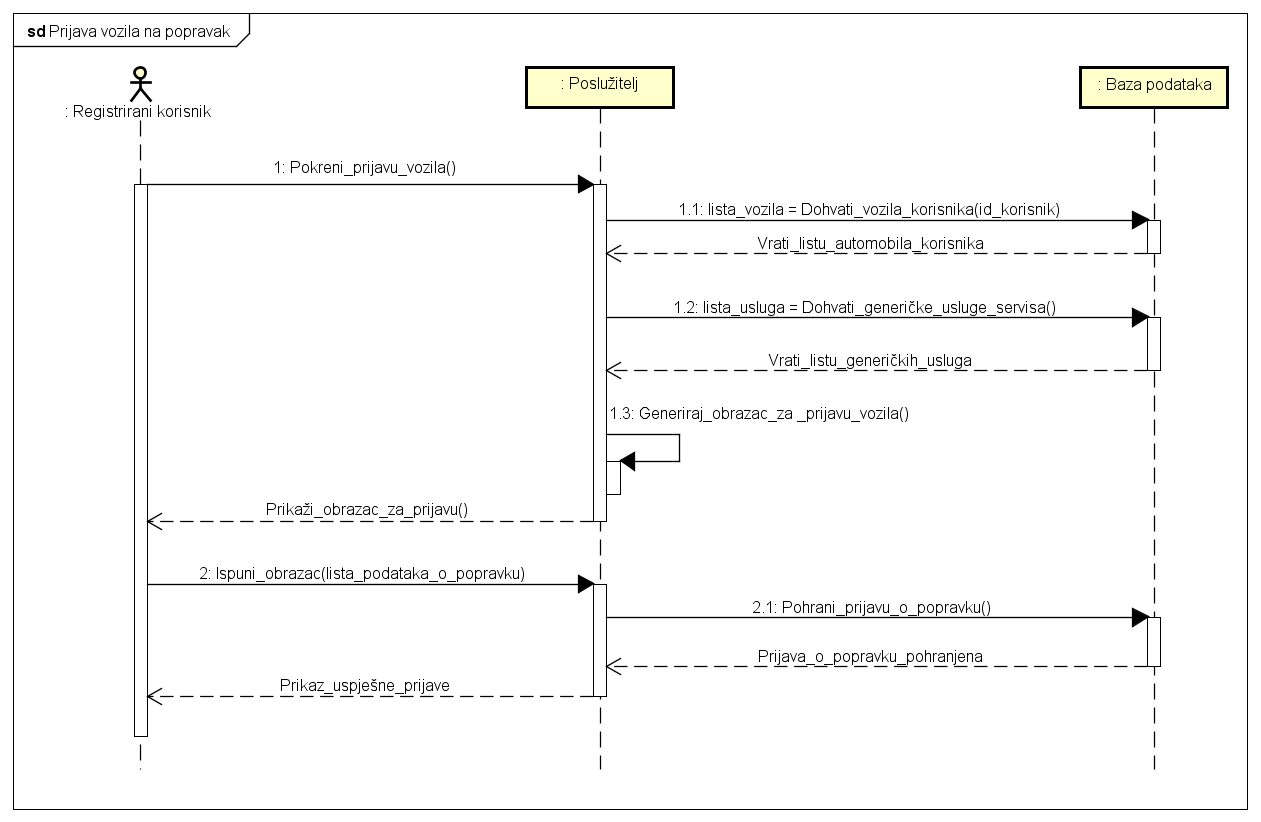 sd Prijava vozila na popravak
: Registrirani korisnik
: Poslužitelj
: Baza podataka
1: Pokreni_prijavu_vozila()
1.1: lista_vozila = Dohvati_vozila_korisnika(id_korisnik)
Vrati_listu_automobila_korisnika
1.2: lista_usluga = Dohvati_generičke_usluge_servisa()
Vrati_listu_generičkih_usluga
1.3: Generiraj_obrazac_za _prijavu_vozila()
Prikaži_obrazac_za_prijavu()
2: Ispuni_obrazac(lista_podataka_o_popravku)
2.1: Pohrani_prijavu_o_popravku()
Prijava_o_popravku_pohranjena
Prikaz_uspješne_prijave